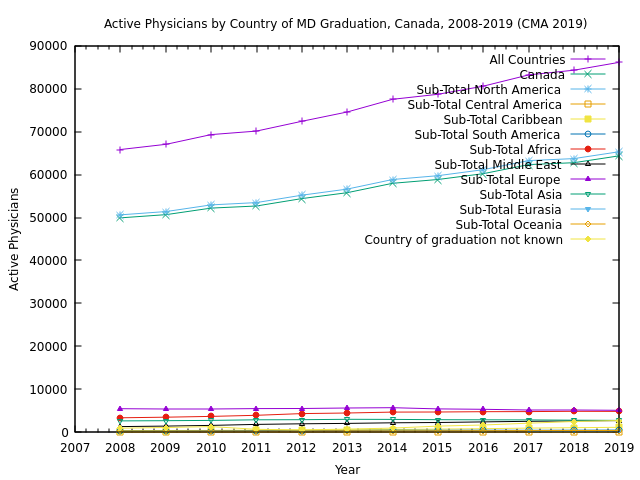 Active Physicians by Country of MD Graduation, Canada, 2008-2019 (CMA 2019)
90000
80000
70000
60000
50000
40000
30000
20000
10000
0
Active Physicians
All Countries
Canada
Sub-Total North America
Sub-Total Central America
Sub-Total Caribbean
Sub-Total South America
Sub-Total Africa
Sub-Total Middle East
Sub-Total Europe
Sub-Total Asia
Sub-Total Eurasia
Sub-Total Oceania
Country of graduation not known
2007 2008 2009 2010 2011 2012 2013 2014 2015 2016 2017 2018 2019
Year